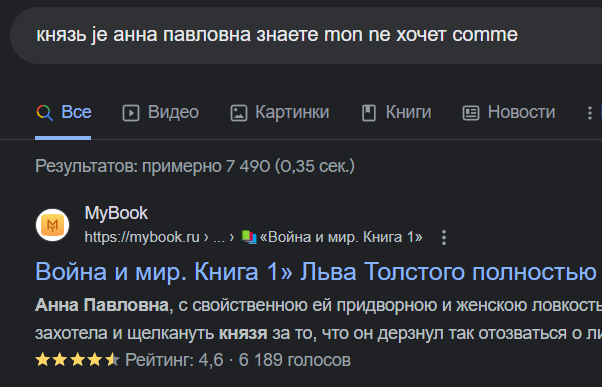 князь je анна павловна знаете mon ne хочет comme
Все Видео Картинки Книги Новости
Результатов: примерно 7 490 (0,35 сек.)
MyBook
https://mybook.ru › ... › «Война и мир. Книга 1»
Война и мир. Книга 1» Льва Толстого полностью
Анна Павловна, с свойственною ей придворною и женскою ловкость
захотела и щелкануть князя за то, что он дерзнул так отозваться о ли
Рейтинг: 4,6 · 6 189 голосов